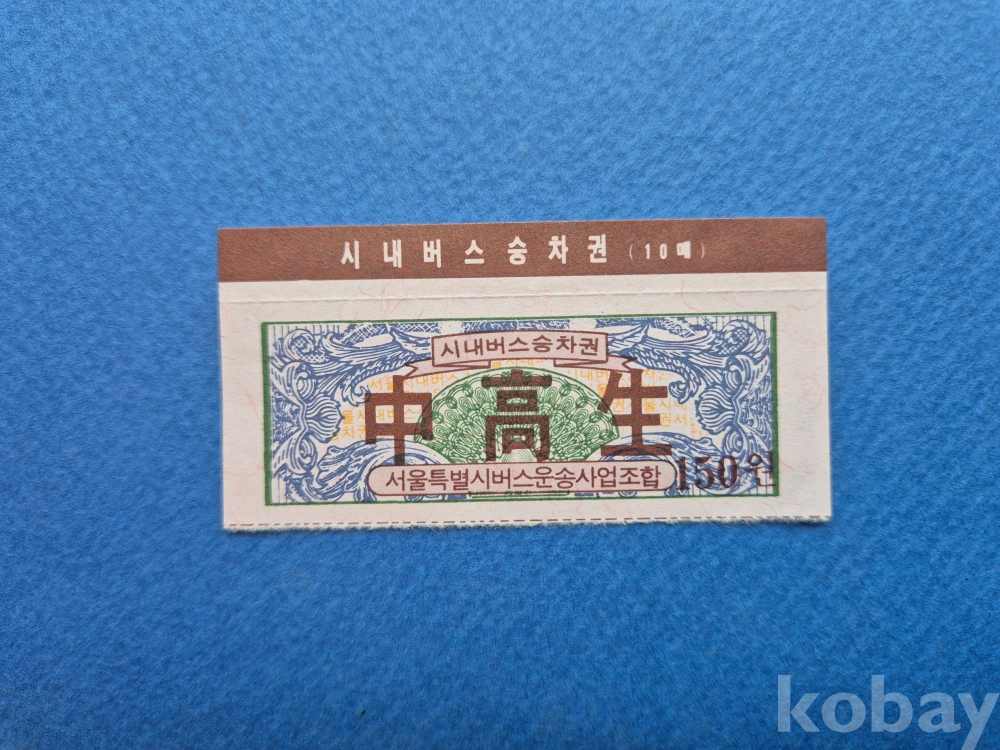 시내버스승차권 (10매)
시내버스승차권
中高生
서울특별시버스운송사업조합
150원
kobay